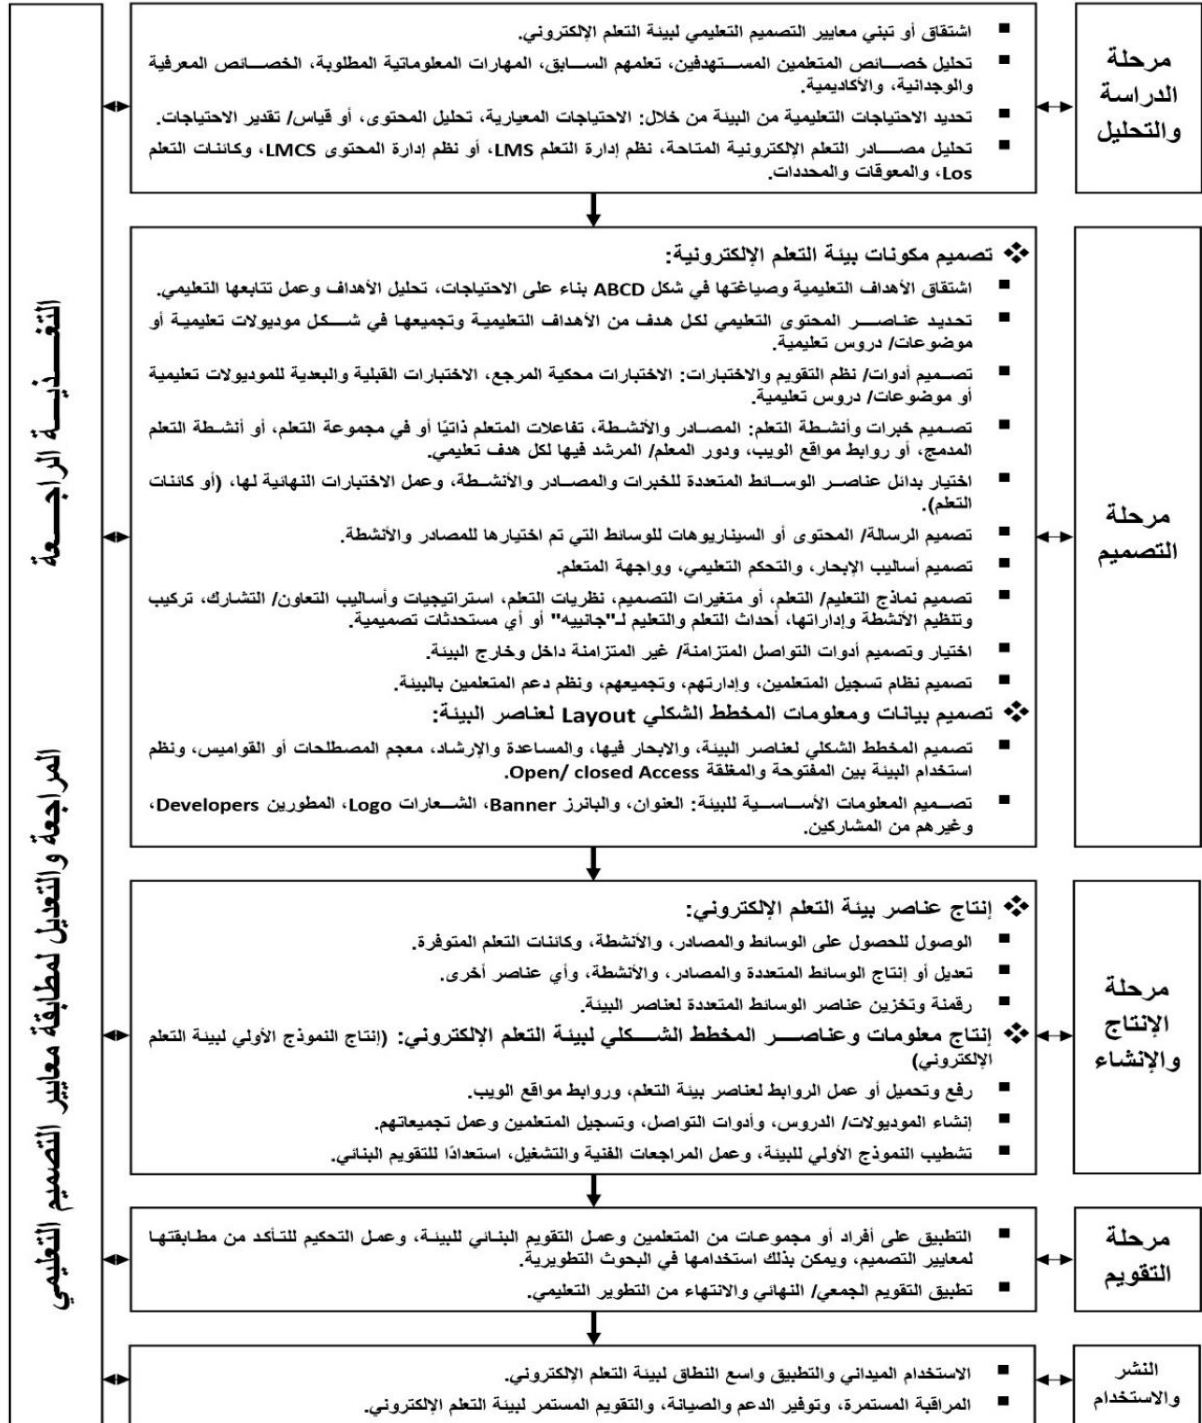 مرحلة
الدراسة
والتحليل
■ اشتقاق أو تبني معايير التصميم التعليمي لبيئة التعلم الإلكتروني.
■ تحليل خصائص المتعلمين المستهدفين، تعلمهم السابق، المهارات المعلوماتية المطلوبة، الخصائص المعرفية
والوجدانية، والأكاديمية.
■ تحديد الاحتياجات التعليمية من البيئة من خلال: الاحتياجات المعيارية، تحليل المحتوى، أو قياس/ تقدير الاحتياجات.
■ تحليل مصادر التعلم الإلكترونية المتاحة، نظم إدارة التعلم LMS، أو نظم إدارة المحتوى LMCS، وكائنات التعلم
Los، والمعوقات والمحددات.
مرحلة
التصميم
❖ تصميم مكونات بيئة التعلم الإلكترونية:
■ اشتقاق الأهداف التعليمية وصياغتها في شكل ABCD بناء على الاحتياجات، تحليل الأهداف وعمل تتابعها التعليمي.
■ تحديد عناصر المحتوى التعليمي لكل هدف من الأهداف التعليمية وتجميعها في شكل موديولات تعليمية أو
موضوعات/ دروس تعليمية.
■ تصميم أدوات/ نظم التقويم والاختبارات: الاختبارات محكية المرجع، الاختبارات القبلية والبعدية للموديولات تعليمية
أو موضوعات/ دروس تعليمية.
■ تصميم خبرات وأنشطة التعلم: المصادر والأنشطة، تفاعلات المتعلم ذاتيًا أو في مجموعة التعلم، أو أنشطة التعلم
المدمج، أو روابط مواقع الويب، ودور المعلم/ المرشد فيها لكل هدف تعليمي.
■ اختيار بدائل عناصر الوسائط المتعددة للخبرات والمصادر والأنشطة، وعمل الاختبارات النهائية لها، (أو كائنات
التعلم).
■ تصميم الرسالة/ المحتوى أو السيناريوهات للوسائط التي تم اختيارها للمصادر والأنشطة.
■ تصميم أساليب الإبحار، والتحكم التعليمي، وواجهة المتعلم.
■ تصميم نماذج التعليم/ التعلم، أو متغيرات التصميم، نظريات التعلم، استراتيجيات وأساليب التعاون/ التشارك، تركيب
وتنظيم الأنشطة وإداراتها، أحداث التعلم والتعليم لـ"جانييه" أو أي مستحدثات تصميمية.
■ اختيار وتصميم أدوات التواصل المتزامنة/ غير المتزامنة داخل وخارج البيئة.
■ تصميم نظام تسجيل المتعلمين، وإدارتهم، وتجميعهم، ونظم دعم المتعلمين بالبيئة.
❖ تصميم بيانات ومعلومات المخطط الشكلي Layout لعناصر البيئة:
■ تصميم المخطط الشكلي لعناصر البيئة، والابحار فيها، والمساعدة والإرشاد، معجم المصطلحات أو القواميس، ونظم
استخدام البيئة بين المفتوحة والمغلقة Open/ closed Access.
■ تصميم المعلومات الأساسية للبيئة: العنوان، والبانرز Banner، الشعارات Logo، المطورين Developers،
وغيرهم من المشاركين.
مرحلة
الإنتاج
والإنشاء
❖ إنتاج عناصر بيئة التعلم الإلكتروني:
■ الوصول للحصول على الوسائط والمصادر، والأنشطة، وكائنات التعلم المتوفرة.
■ تعديل أو إنتاج الوسائط المتعددة والمصادر، والأنشطة، وأي عناصر أخرى.
■ رقمنة وتخزين عناصر الوسائط المتعددة لعناصر البيئة.
❖ إنتاج معلومات وعناصر المخطط الشكلي لبيئة التعلم الإلكتروني: (إنتاج النموذج الأولي لبيئة التعلم
الإلكتروني)
■ رفع وتحميل أو عمل الروابط لعناصر بيئة التعلم، وروابط مواقع الويب.
■ إنشاء الموديولات/ الدروس، وأدوات التواصل، وتسجيل المتعلمين وعمل تجميعاتهم.
■ تشطيب النموذج الأولي للبيئة، وعمل المراجعات الفنية والتشغيل، استعدادًا للتقويم البنائي.
مرحلة
التقويم
■ التطبيق على أفراد أو مجموعات من المتعلمين وعمل التقويم البنائي للبيئة، وعمل التحكيم للتأكد من مطابقتها
لمعايير التصميم، ويمكن بذلك استخدامها في البحوث التطويرية.
■ تطبيق التقويم الجمعي/ النهائي والانتهاء من التطوير التعليمي.
النشر
والاستخدام
■ الاستخدام الميداني والتطبيق واسع النطاق لبيئة التعلم الإلكتروني.
■ المراقبة المستمرة، وتوفير الدعم والصيانة، والتقويم المستمر لبيئة التعلم الإلكتروني.
التغذية الراجعة
المراجعة والتعديل لمطابقة معايير التصميم التعليمي